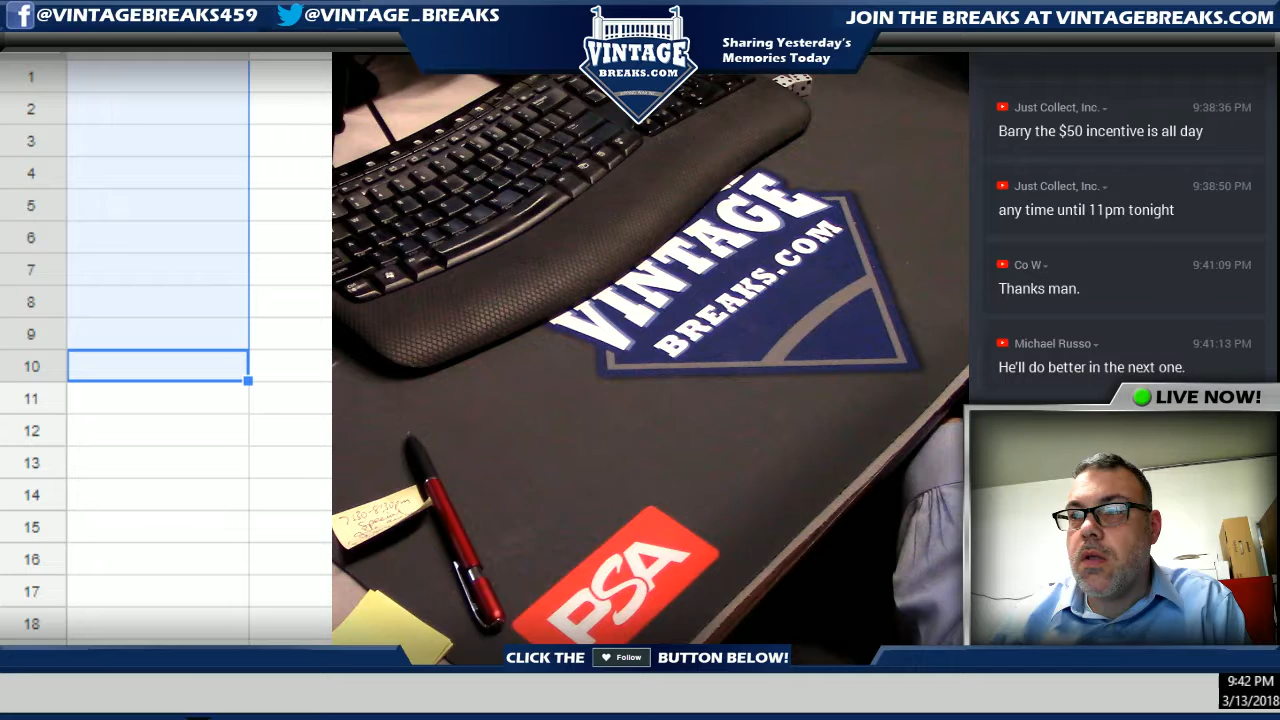 @VINTAGEBREAKS459
@VINTAGE_BREAKS
VINTAGE
BREAKS.COM
Sharing Yesterday's
Memories Today
JOIN THE BREAKS AT VINTAGEBREAKS.COM
1
2
3
4
5
6
7
8
9
10
11
12
13
14
15
16
17
18
VINTAGE
BREAKS.COM
PSA
Just Collect, Inc. 9:38:36 PM
Barry the $50 incentive is all day
Just Collect, Inc. 9:38:50 PM
any time until 11pm tonight
Co W 9:41:09 PM
Thanks man.
Michael Russo 9:41:13 PM
He'll do better in the next one.
LIVE NOW!
CLICK THE Follow BUTTON BELOW!
9:42 PM
3/13/2018